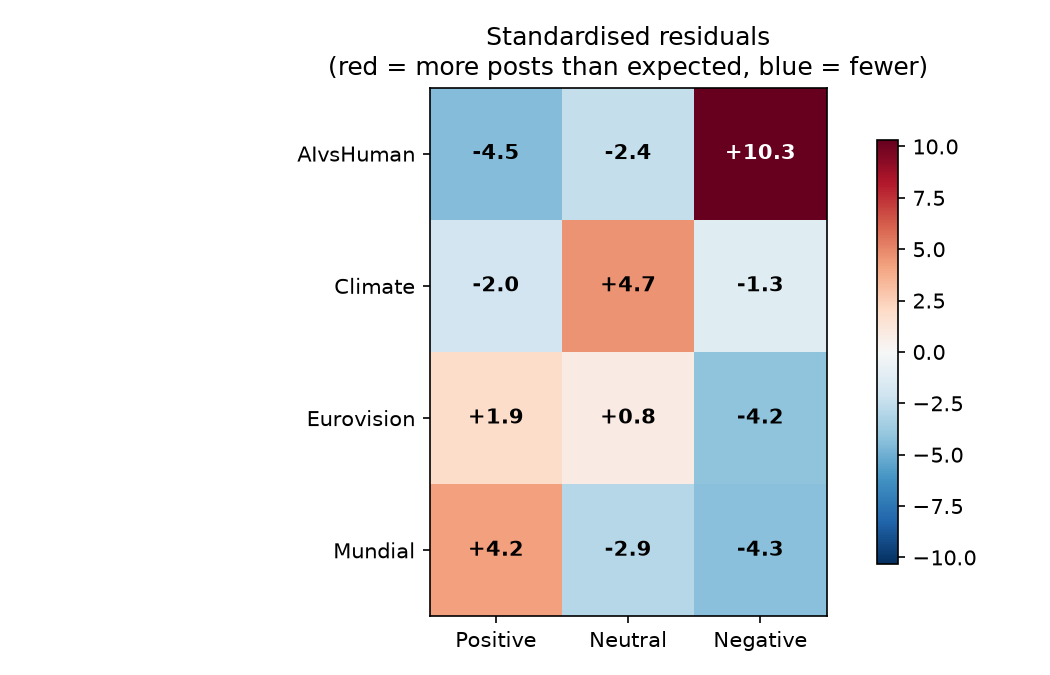 Standardised residuals
(red = more posts than expected, blue = fewer)
AIvsHuman -4.5 -2.4 +10.3
Climate -2.0 +4.7 -1.3
Eurovision +1.9 +0.8 -4.2
Mundial +4.2 -2.9 -4.3
Positive Neutral Negative
10.0
7.5
5.0
2.5
0.0
−2.5
−5.0
−7.5
−10.0